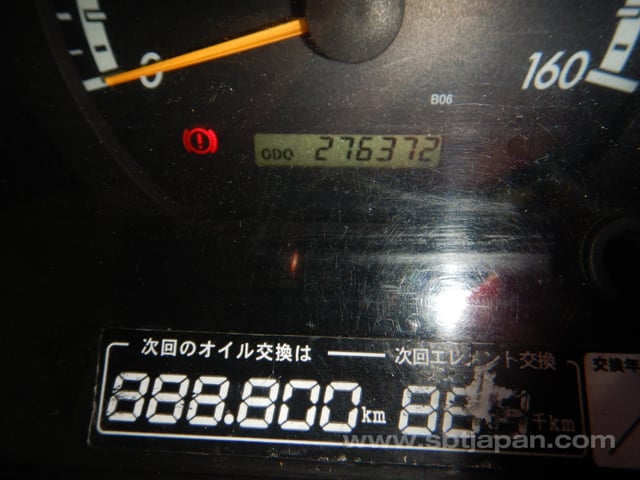 0
160
B06
ODO 276372
次回のオイル交換は 次回エレメント交換
交換年
888.800km 千km
www.sbtjapan.com/